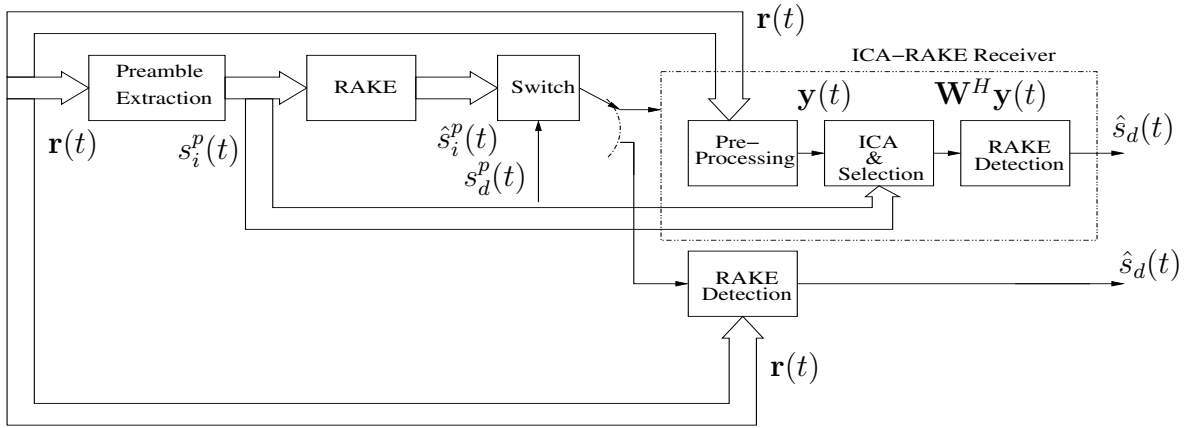 r(t)
ICA−RAKE Receiver
Preamble
Extraction
RAKE
Switch
y(t)
W^H y(t)
r(t)
s_i^p(t)
ŝ_i^p(t)
s_d^p(t)
Pre−
Processing
ICA
&
Selection
RAKE
Detection
ŝ_d(t)
RAKE
Detection
ŝ_d(t)
r(t)